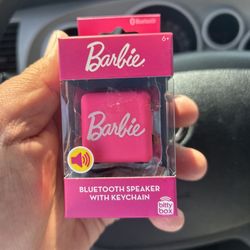 Bluetooth
Barbie
6+
Barbie
BLUETOOTH SPEAKER
WITH KEYCHAIN
bitty
box